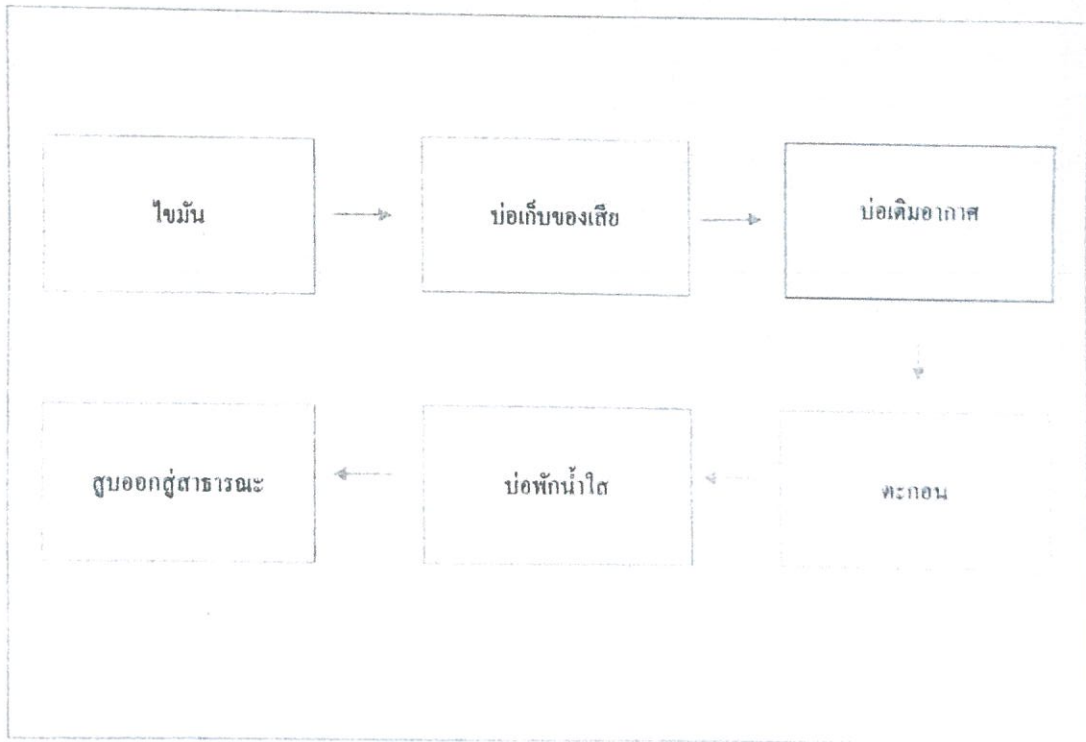 ไขมัน
บ่อเก็บของเสีย
บ่อเติมอากาศ
สูบออกสู่สาธารณะ
บ่อพักน้ำใส
ตะกอน